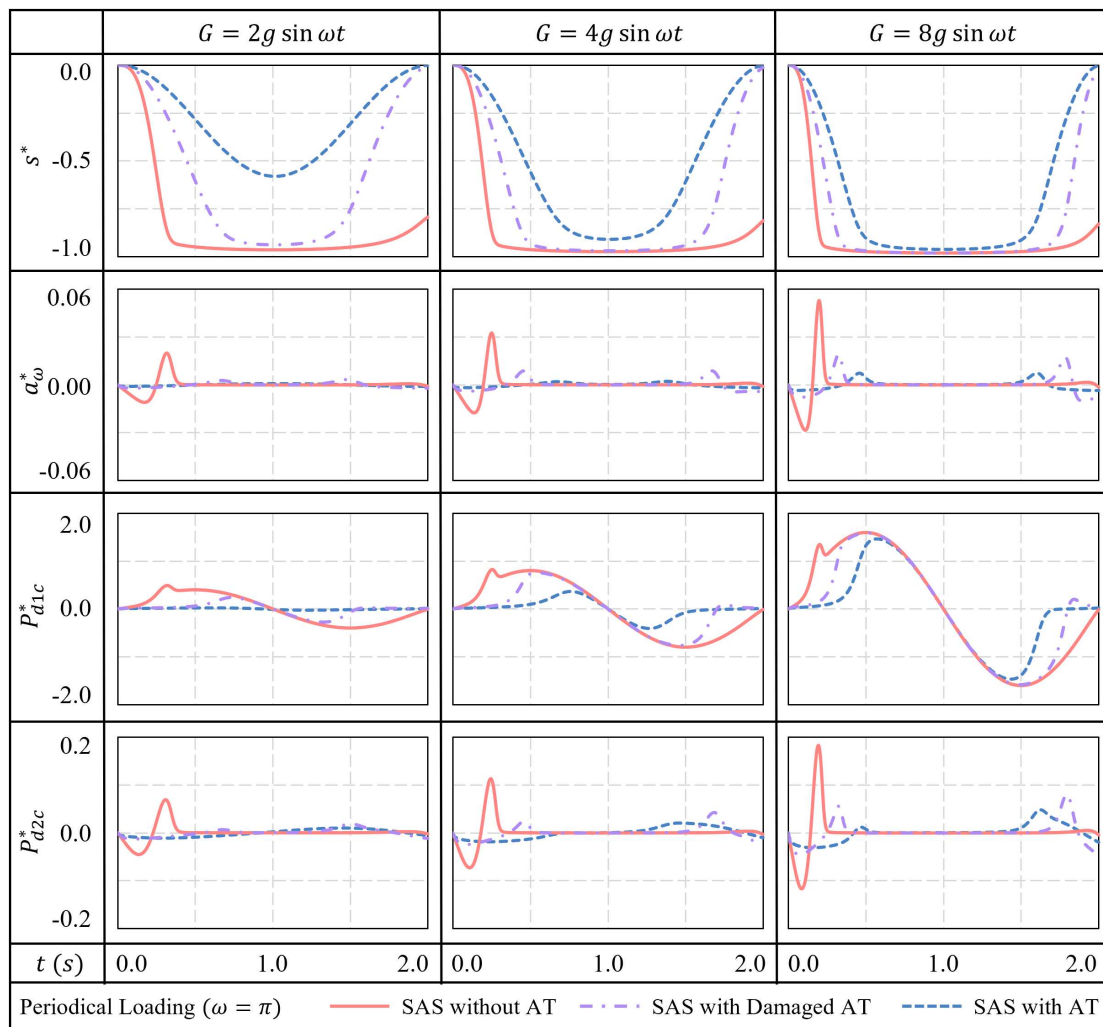 G = 2g sin ωt G = 4g sin ωt G = 8g sin ωt
0.0
s*
-0.5
-1.0
0.06
a*ω
0.00
-0.06
2.0
P*d1c
0.0
-2.0
0.2
P*d2c
0.0
-0.2
t (s) 0.0 1.0 2.0 0.0 1.0 2.0 0.0 1.0 2.0
Periodical Loading (ω = π) SAS without AT SAS with Damaged AT SAS with AT